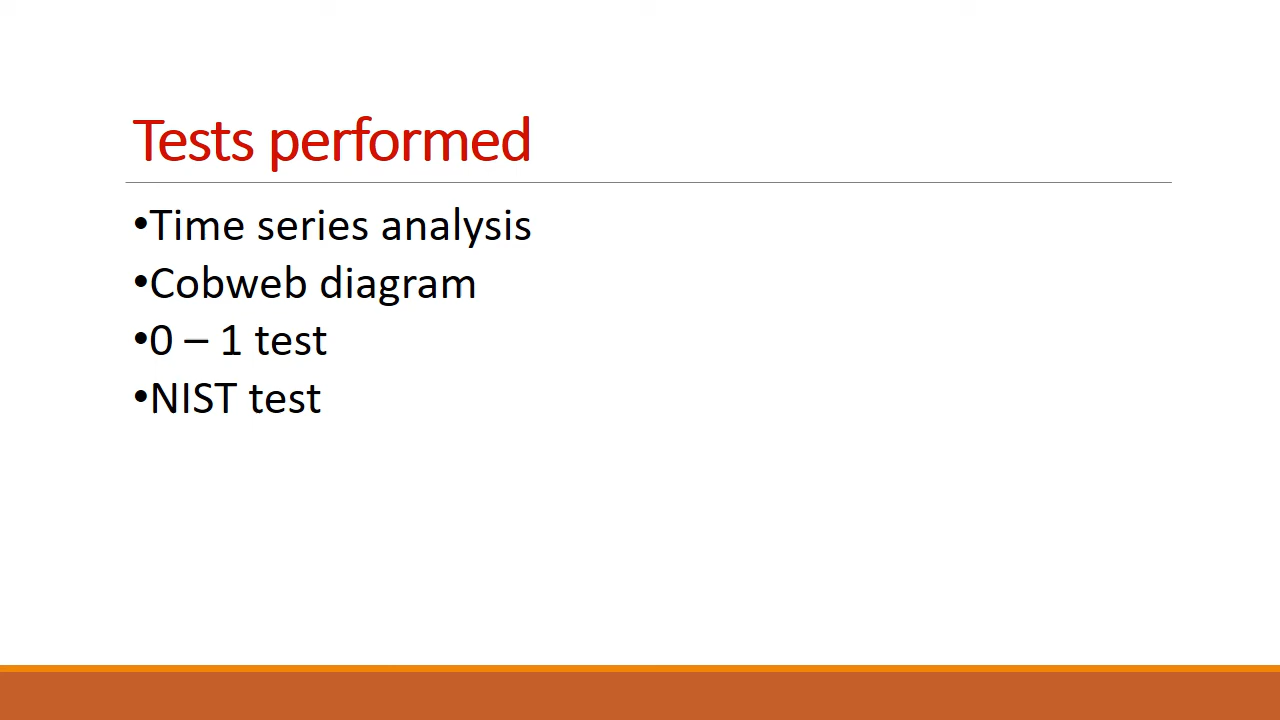 Tests performed
•Time series analysis
•Cobweb diagram
•0 – 1 test
•NIST test